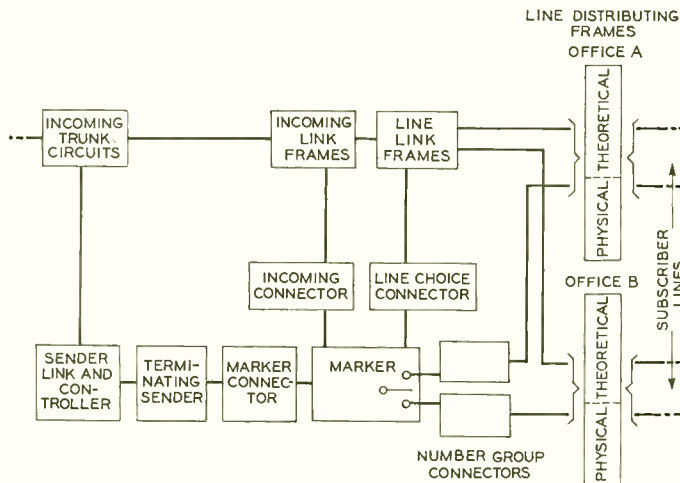 LINE DISTRIBUTING
FRAMES
OFFICE A
INCOMING
TRUNK
CIRCUITS
INCOMING
LINK
FRAMES
LINE
LINK
FRAMES
THEORETICAL
PHYSICAL
SUBSCRIBER
LINES
INCOMING
CONNECTOR
LINE CHOICE
CONNECTOR
OFFICE B
SENDER
LINK AND
CON-
TROLLER
TERMI-
NATING
SENDER
MARKER
CONNEC-
TOR
MARKER
THEORETICAL
PHYSICAL
NUMBER GROUP
CONNECTORS